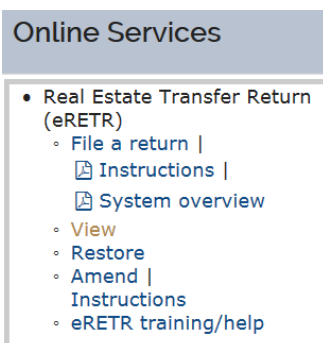 Online Services
• Real Estate Transfer Return
(eRETR)
◦ File a return |
Instructions |
System overview
◦ View
◦ Restore
◦ Amend |
Instructions
◦ eRETR training/help